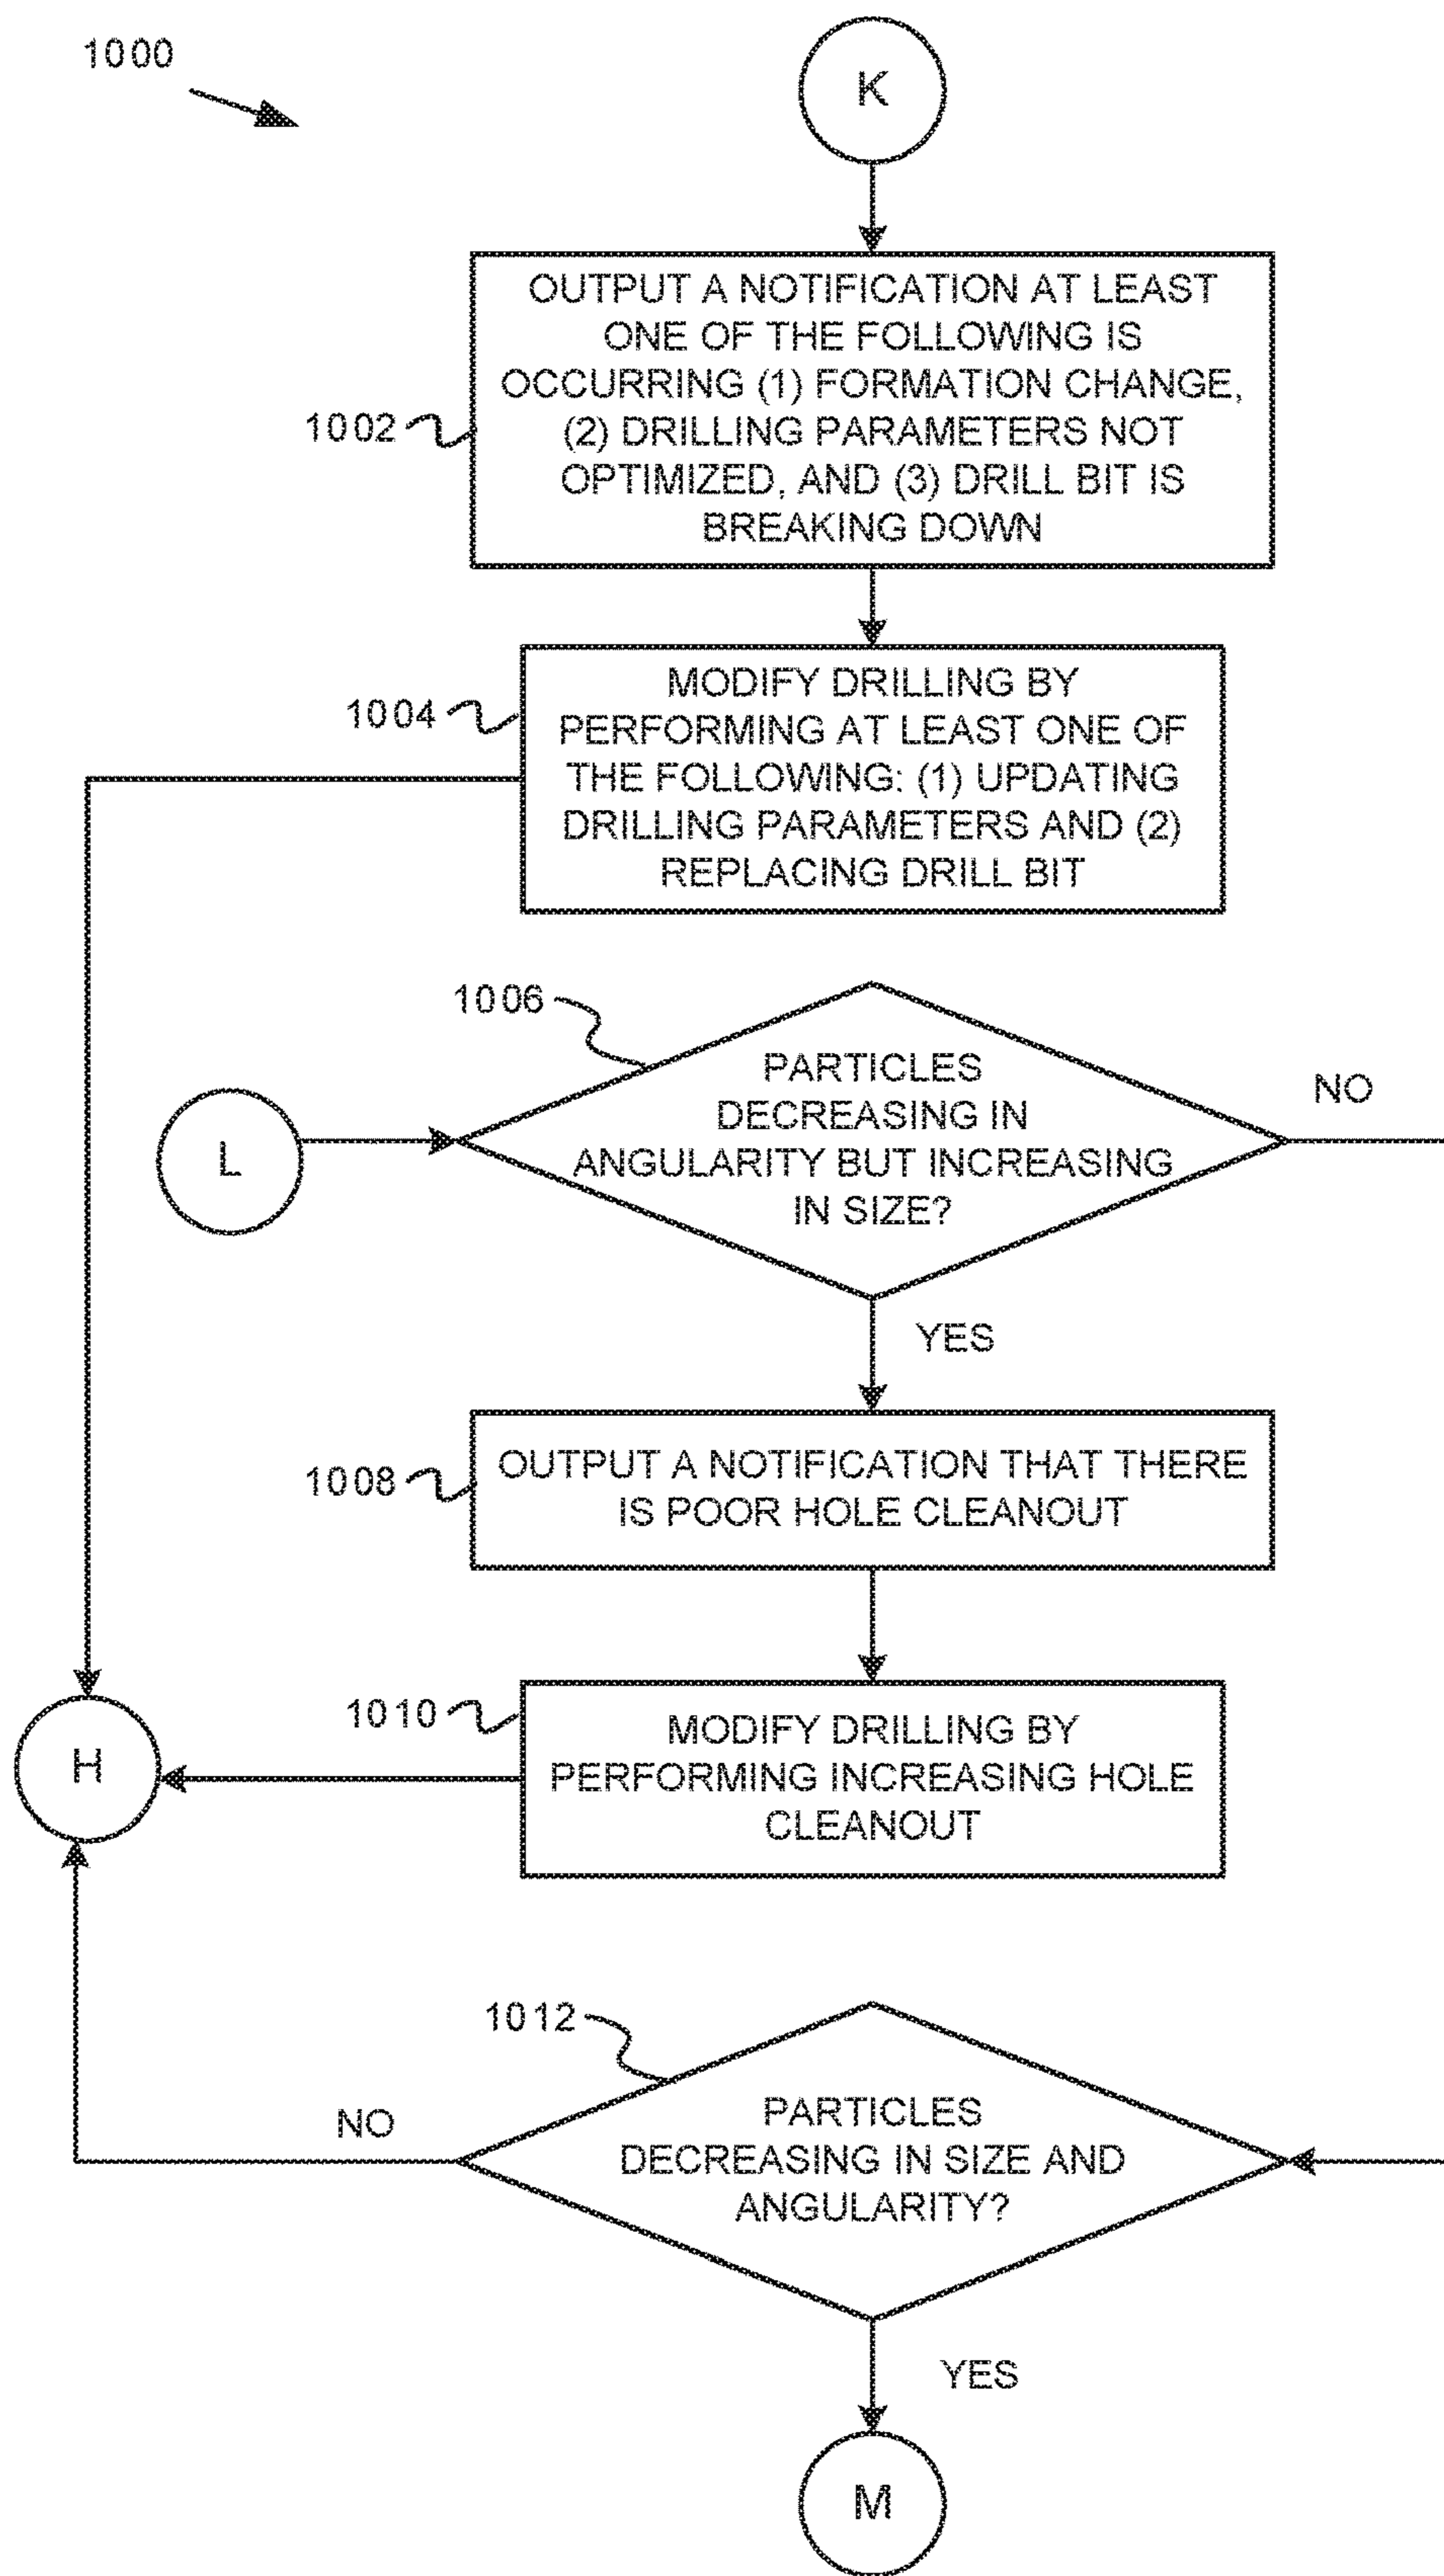 1000
K
OUTPUT A NOTIFICATION AT LEAST
ONE OF THE FOLLOWING IS
OCCURRING (1) FORMATION CHANGE,
(2) DRILLING PARAMETERS NOT
OPTIMIZED, AND (3) DRILL BIT IS
BREAKING DOWN
1002
MODIFY DRILLING BY
PERFORMING AT LEAST ONE OF
THE FOLLOWING: (1) UPDATING
DRILLING PARAMETERS AND (2)
REPLACING DRILL BIT
1004
1006
PARTICLES
DECREASING IN
ANGULARITY BUT INCREASING
IN SIZE?
NO
L
YES
1008
OUTPUT A NOTIFICATION THAT THERE
IS POOR HOLE CLEANOUT
1010
MODIFY DRILLING BY
PERFORMING INCREASING HOLE
CLEANOUT
H
1012
PARTICLES
DECREASING IN SIZE AND
ANGULARITY?
NO
YES
M